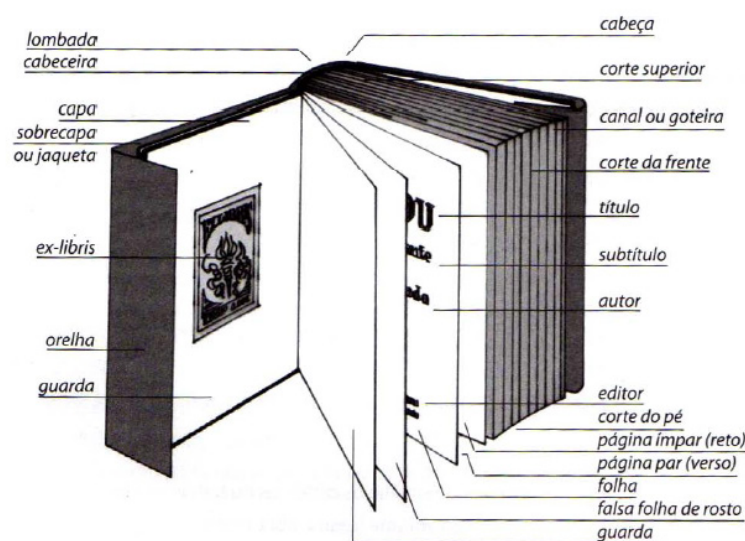 lombada
cabeceira
capa
sobrecapa
ou jaqueta
ex-libris
orelha
guarda
cabeça
corte superior
canal ou goteira
corte da frente
título
subtítulo
autor
editor
corte do pé
página ímpar (reto)
página par (verso)
folha
falsa folha de rosto
guarda